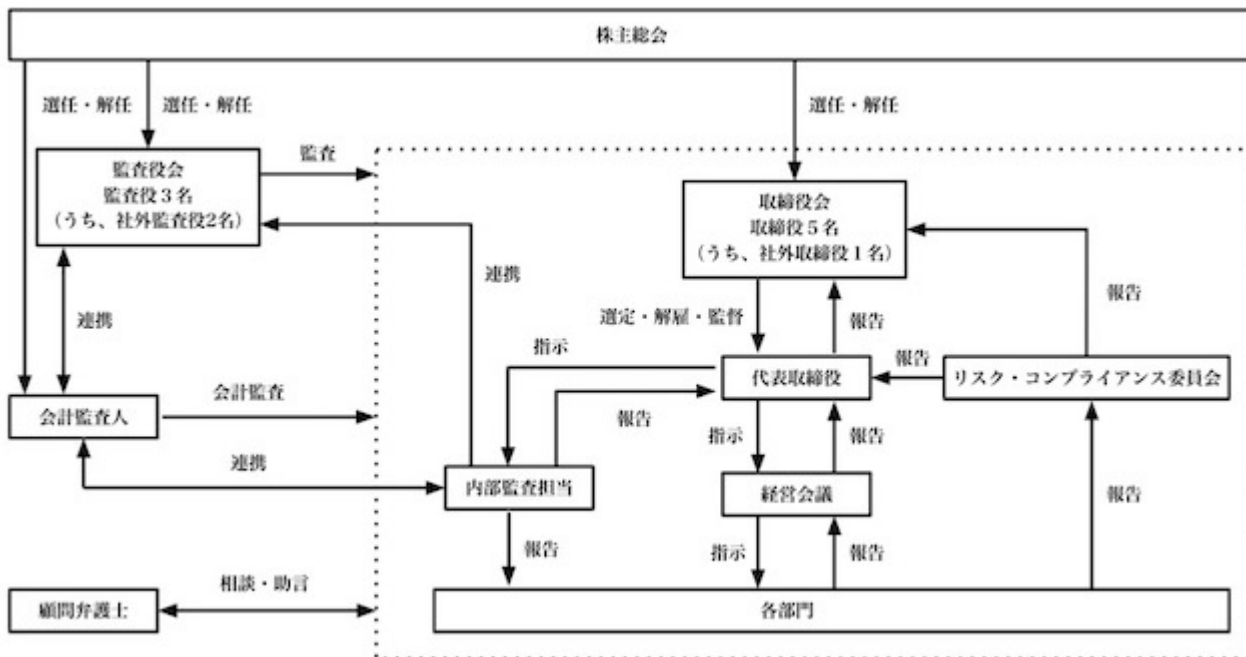 株主総会
選任・解任
選任・解任
選任・解任
監査役会
監査役３名
（うち、社外監査役2名）
監査
取締役会
取締役５名
（うち、社外取締役１名）
連携
連携
選定・解雇・監督
報告
報告
指示
代表取締役
報告
リスク・コンプライアンス委員会
会計監査人
会計監査
報告
指示
報告
連携
内部監査担当
経営会議
報告
報告
指示
報告
顧問弁護士
相談・助言
各部門